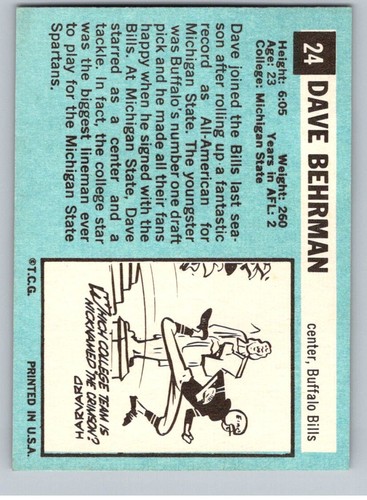 24 DAVE BEHRMAN
center, Buffalo Bills
Height: 6:05 Weight: 260
Age: 23 Years in AFL: 2
College: Michigan State
Dave joined the Bills last sea-
son after rolling up a fantastic
record as All-American for
Michigan State. The youngster
was Buffalo's number one draft
pick and he made all their fans
happy when he signed with the
Bills. At Michigan State, Dave
starred as a center and a
tackle. In fact, the college star
was the biggest lineman ever
to play for the Michigan State
Spartans.
WHICH COLLEGE TEAM IS
NICKNAMED THE CRIMSON?
HARVARD
©T.C.G.
PRINTED IN U.S.A.